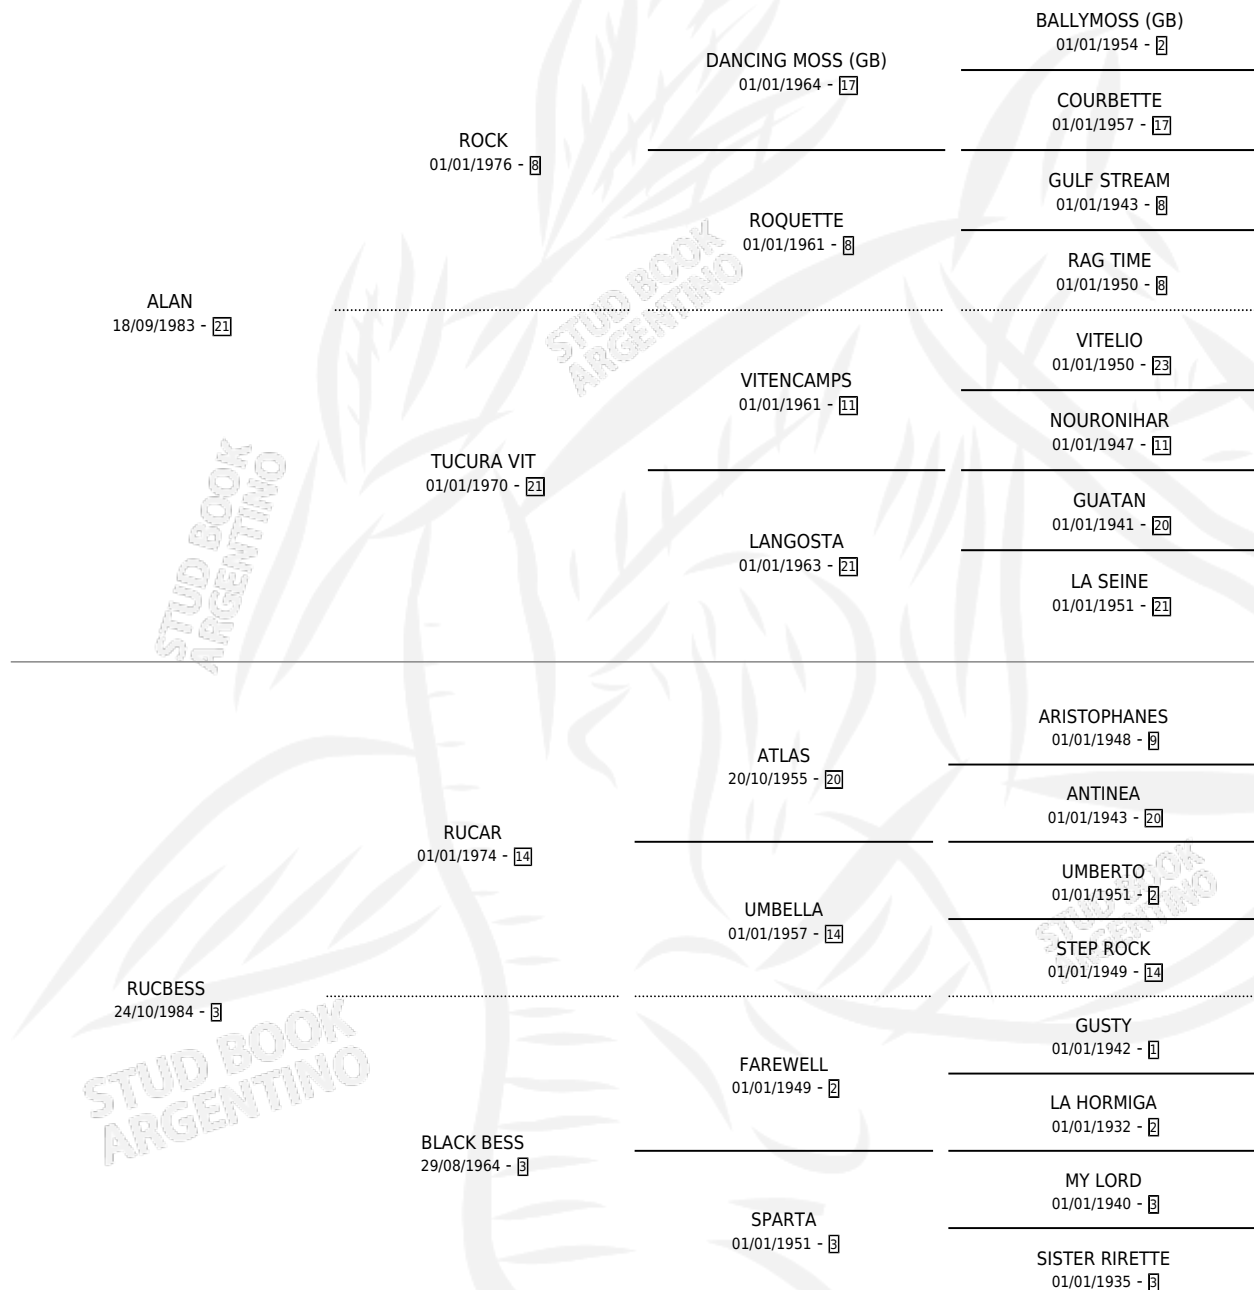 BALLYMOSS (GB)
01/01/1954 - 2
DANCING MOSS (GB)
01/01/1964 - 17
COURBETTE
01/01/1957 - 17
ROCK
01/01/1976 - 8
GULF STREAM
01/01/1943 - 8
ROQUETTE
01/01/1961 - 8
RAG TIME
01/01/1950 - 8
ALAN
18/09/1983 - 21
STUD BOOK
ARGENTINO
VITELIO
01/01/1950 - 23
VITENCAMPS
01/01/1961 - 11
NOURONIHAR
01/01/1947 - 11
TUCURA VIT
01/01/1970 - 21
GUATAN
01/01/1941 - 20
LANGOSTA
01/01/1963 - 21
LA SEINE
01/01/1951 - 21
STUD BOOK
ARGENTINO
ARISTOPHANES
01/01/1948 - 9
ATLAS
20/10/1955 - 20
ANTINEA
01/01/1943 - 20
RUCAR
01/01/1974 - 14
UMBERTO
01/01/1951 - 2
UMBELLA
01/01/1957 - 14
STEP ROCK
01/01/1949 - 14
STUD BOOK
ARGENTINO
RUCBESS
24/10/1984 - 3
STUD BOOK
ARGENTINO
GUSTY
01/01/1942 - 1
FAREWELL
01/01/1949 - 2
LA HORMIGA
01/01/1932 - 2
BLACK BESS
29/08/1964 - 3
MY LORD
01/01/1940 - 3
SPARTA
01/01/1951 - 3
SISTER RIRETTE
01/01/1935 - 3